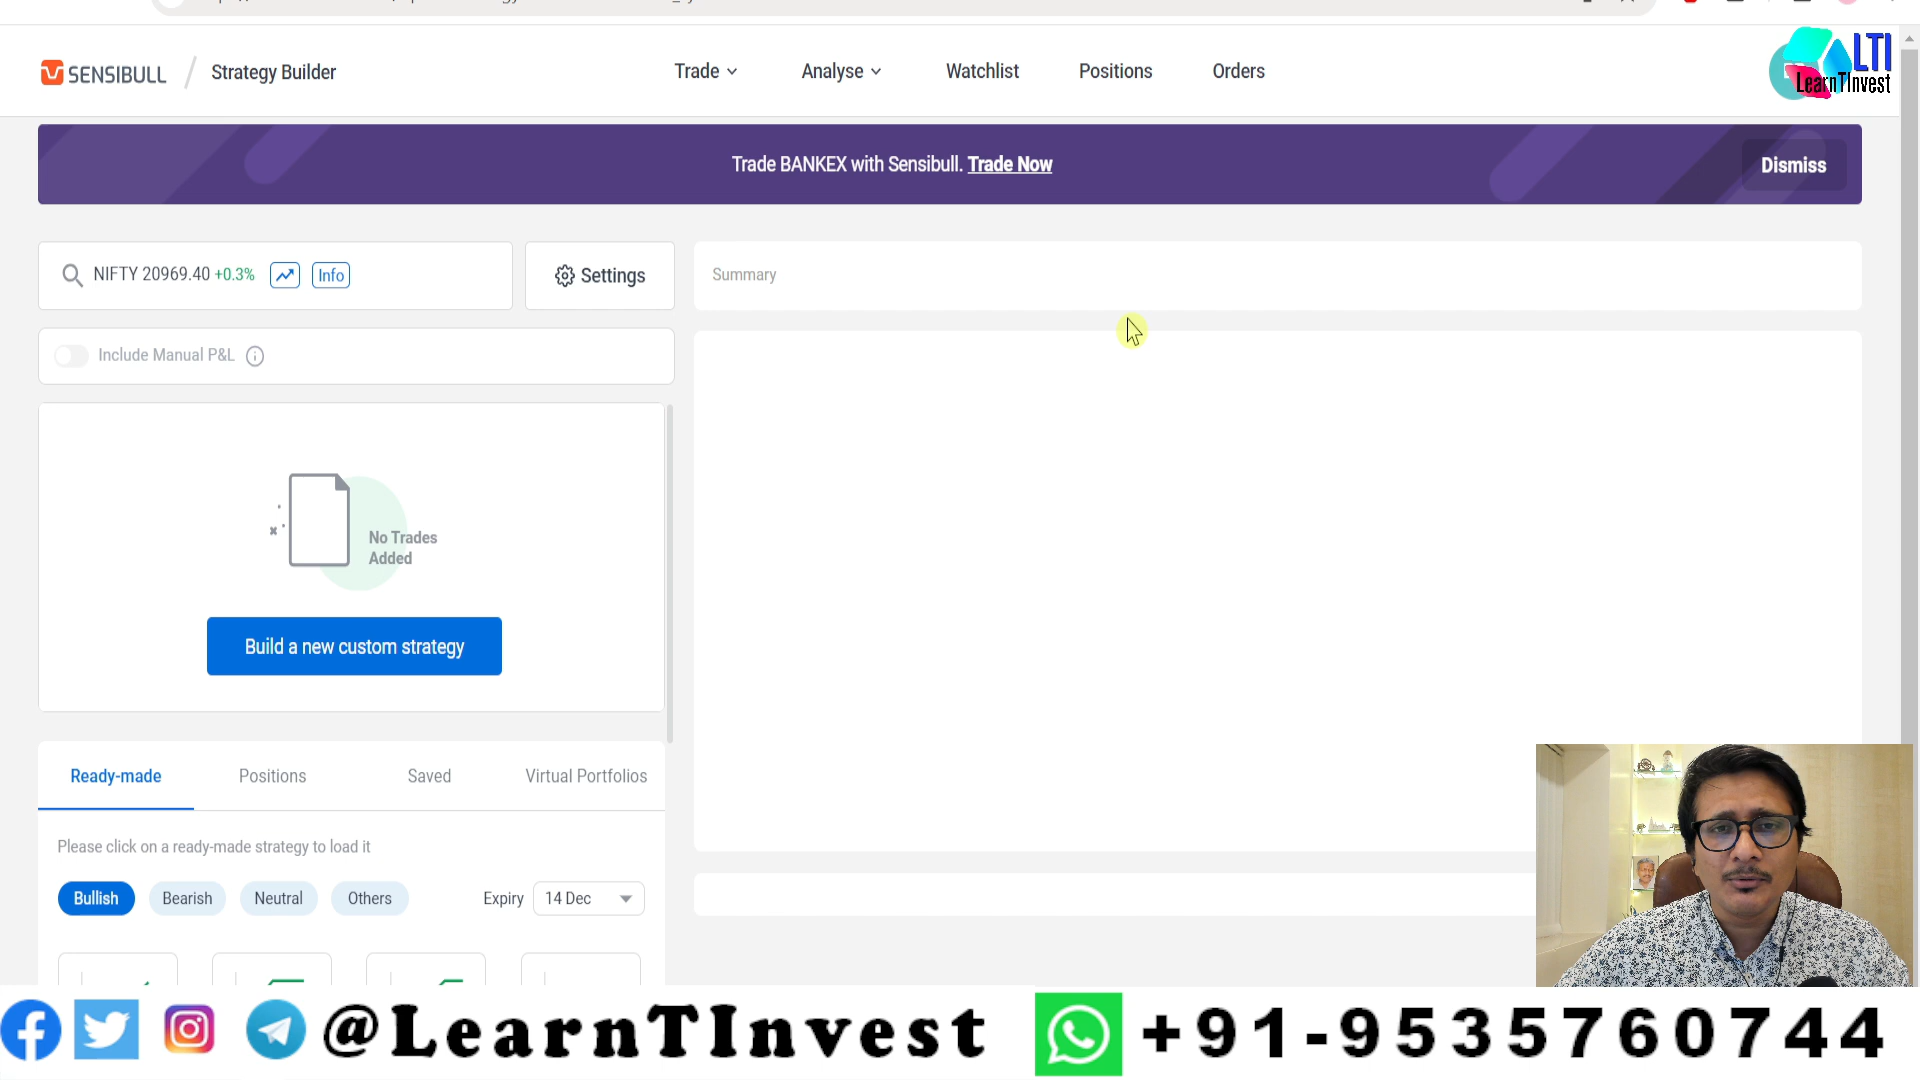 SENSIBULL / Strategy Builder
Trade
Analyse
Watchlist
Positions
Orders
LTI
LearnTInvest
Trade BANKEX with Sensibull. Trade Now
Dismiss
NIFTY 20969.40 +0.3%
Info
Settings
Summary
Include Manual P&L
No Trades
Added
Build a new custom strategy
Ready-made
Positions
Saved
Virtual Portfolios
Please click on a ready-made strategy to load it
Bullish
Bearish
Neutral
Others
Expiry
14 Dec
@LearnTInvest
+91-9535760744